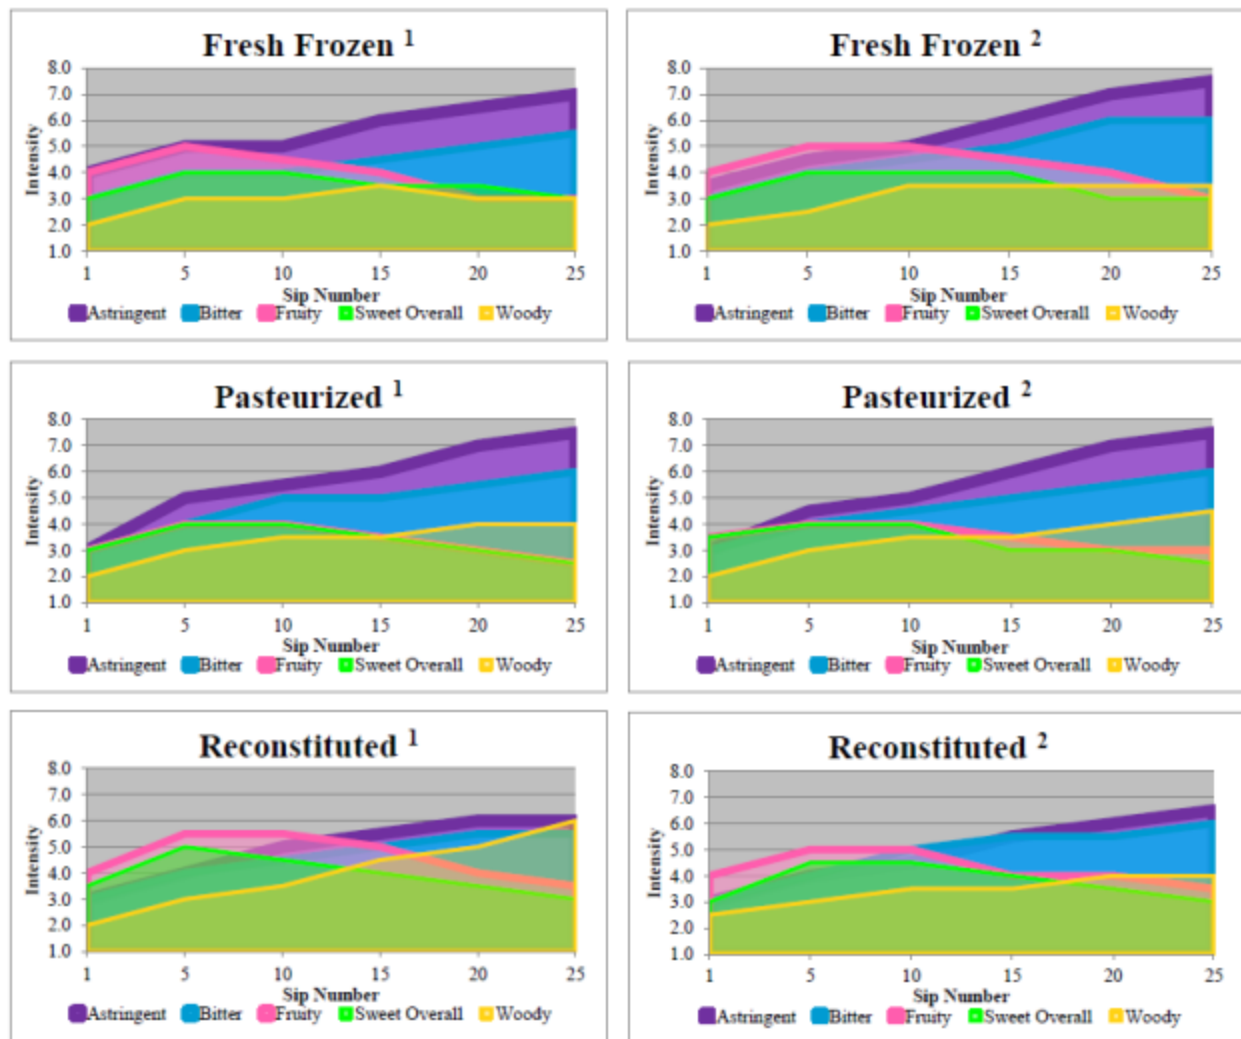 Fresh Frozen 1
8.0
7.0
6.0
5.0
4.0
3.0
2.0
1.0
Intensity
1 5 10 15 20 25
Sip Number
Astringent Bitter Fruity Sweet Overall Woody
Fresh Frozen 2
8.0
7.0
6.0
5.0
4.0
3.0
2.0
1.0
Intensity
1 5 10 15 20 25
Sip Number
Astringent Bitter Fruity Sweet Overall Woody
Pasteurized 1
8.0
7.0
6.0
5.0
4.0
3.0
2.0
1.0
Intensity
1 5 10 15 20 25
Sip Number
Astringent Bitter Fruity Sweet Overall Woody
Pasteurized 2
8.0
7.0
6.0
5.0
4.0
3.0
2.0
1.0
Intensity
1 5 10 15 20 25
Sip Number
Astringent Bitter Fruity Sweet Overall Woody
Reconstituted 1
8.0
7.0
6.0
5.0
4.0
3.0
2.0
1.0
Intensity
1 5 10 15 20 25
Sip Number
Astringent Bitter Fruity Sweet Overall Woody
Reconstituted 2
8.0
7.0
6.0
5.0
4.0
3.0
2.0
1.0
Intensity
1 5 10 15 20 25
Sip Number
Astringent Bitter Fruity Sweet Overall Woody